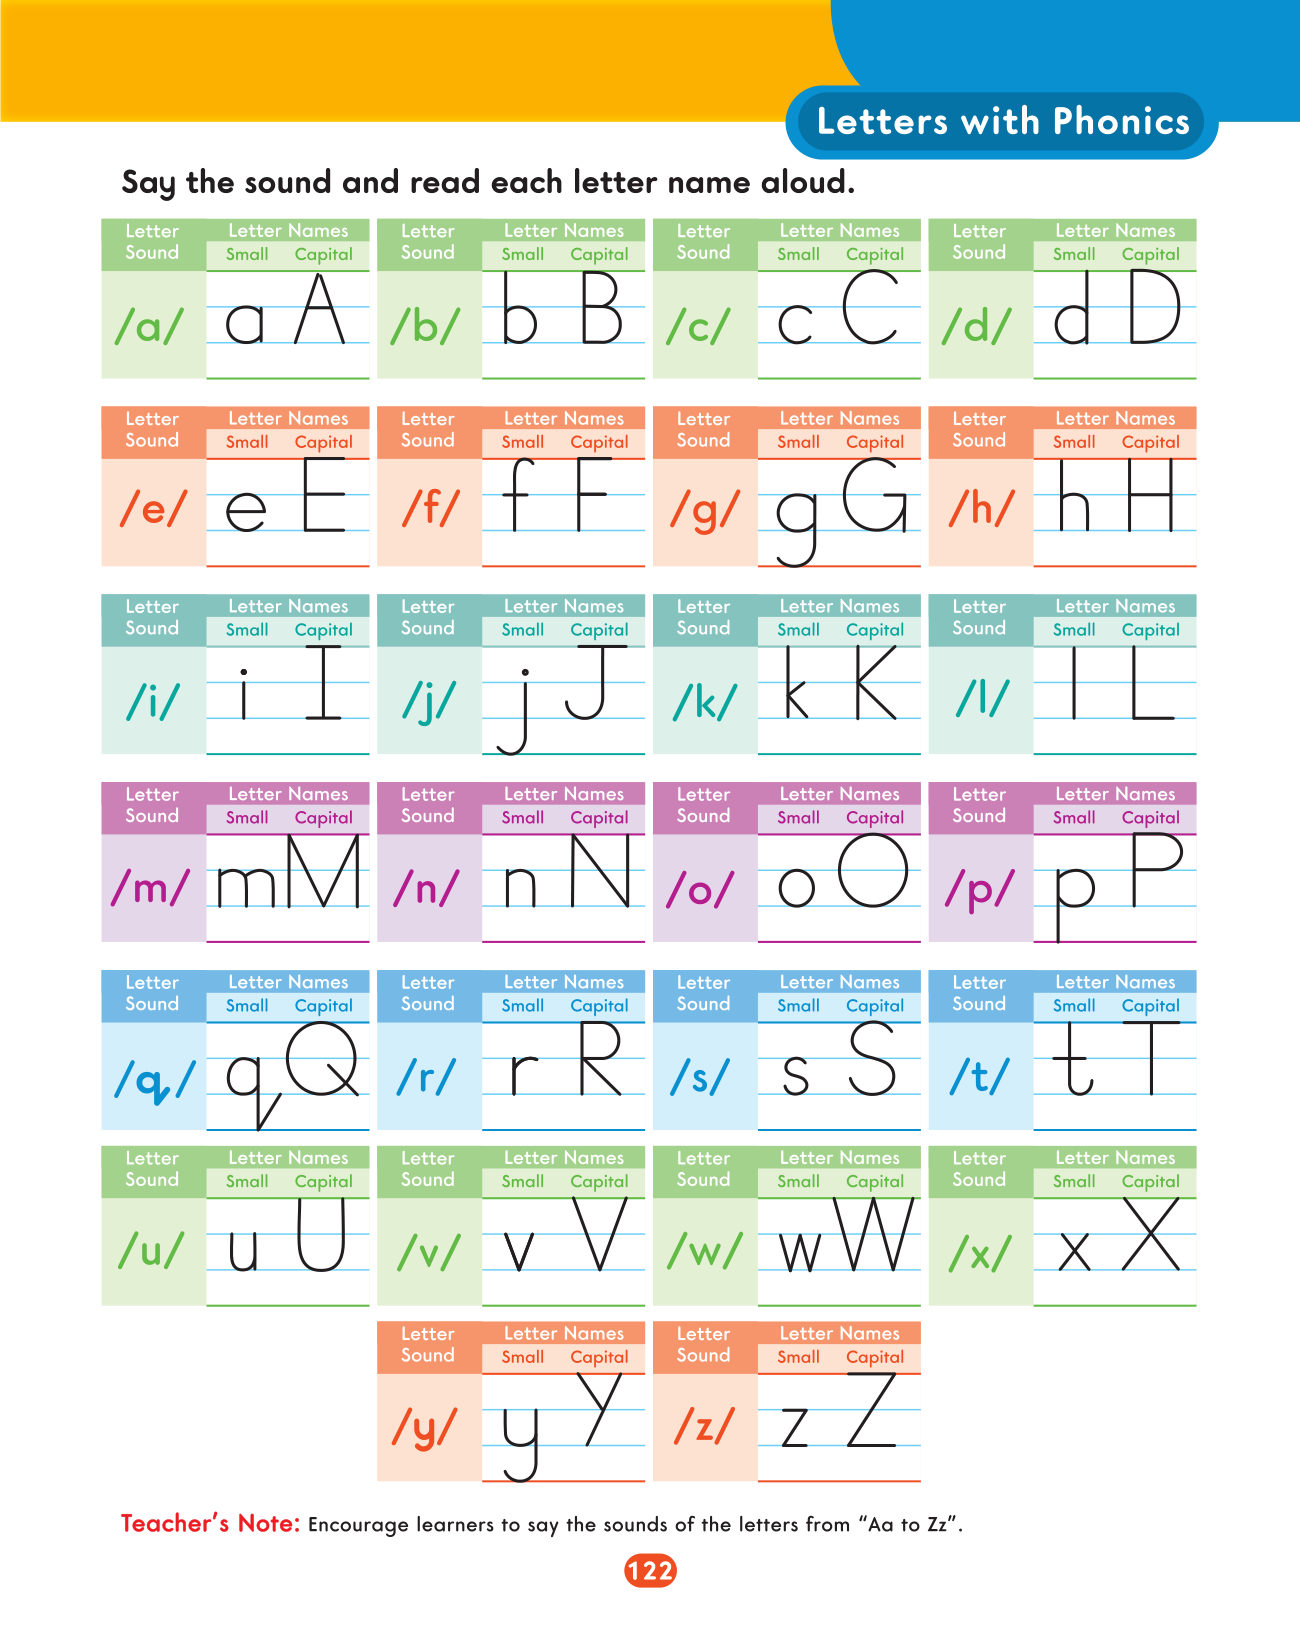 Letters with Phonics
Say the sound and read each letter name aloud.
Letter Sound Letter Names Small Capital Letter Sound Letter Names Small Capital Letter Sound Letter Names Small Capital Letter Sound Letter Names Small Capital
/a/ a A /b/ b B /c/ c C /d/ d D
Letter Sound Letter Names Small Capital Letter Sound Letter Names Small Capital Letter Sound Letter Names Small Capital Letter Sound Letter Names Small Capital
/e/ e E /f/ f F /g/ g G /h/ h H
Letter Sound Letter Names Small Capital Letter Sound Letter Names Small Capital Letter Sound Letter Names Small Capital Letter Sound Letter Names Small Capital
/i/ i I /j/ j J /k/ k K /l/ l L
Letter Sound Letter Names Small Capital Letter Sound Letter Names Small Capital Letter Sound Letter Names Small Capital Letter Sound Letter Names Small Capital
/m/ m M /n/ n N /o/ o O /p/ p P
Letter Sound Letter Names Small Capital Letter Sound Letter Names Small Capital Letter Sound Letter Names Small Capital Letter Sound Letter Names Small Capital
/q/ q Q /r/ r R /s/ s S /t/ t T
Letter Sound Letter Names Small Capital Letter Sound Letter Names Small Capital Letter Sound Letter Names Small Capital Letter Sound Letter Names Small Capital
/u/ u U /v/ v V /w/ w W /x/ x X
Letter Sound Letter Names Small Capital Letter Sound Letter Names Small Capital
/y/ y Y /z/ z Z
Teacher's Note: Encourage learners to say the sounds of the letters from “Aa to Zz”.
122